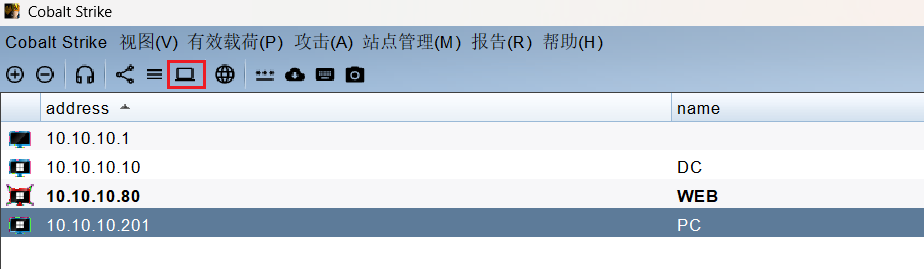 Cobalt Strike
Cobalt Strike 视图(V) 有效载荷(P) 攻击(A) 站点管理(M) 报告(R) 帮助(H)
address name
10.10.10.1
10.10.10.10 DC
10.10.10.80 WEB
10.10.10.201 PC